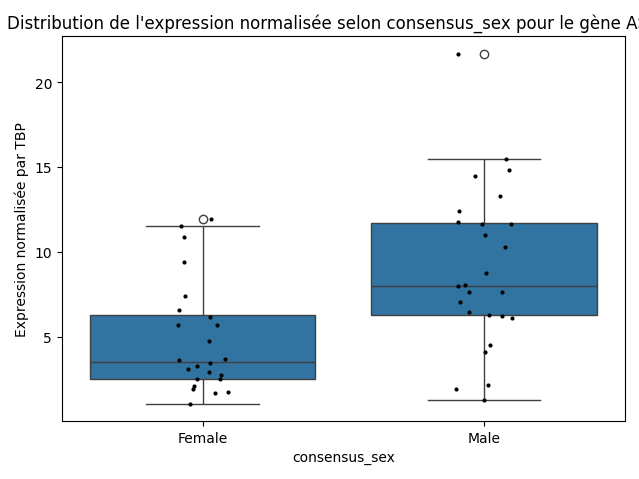 Distribution de l'expression normalisée selon consensus_sex pour le gène
Expression normalisée par TBP
20
15
10
5
Female Male
consensus_sex